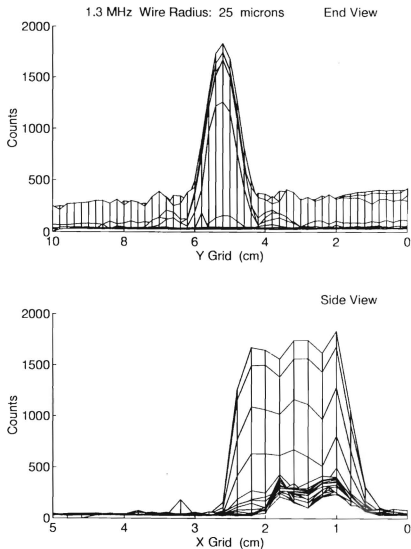 1.3 MHz Wire Radius: 25 microns End View
2000
1500
1000
500
0
Counts
10 8 6 4 2 0
Y Grid (cm)
Side View
2000
1500
1000
500
0
Counts
5 4 3 2 1 0
X Grid (cm)